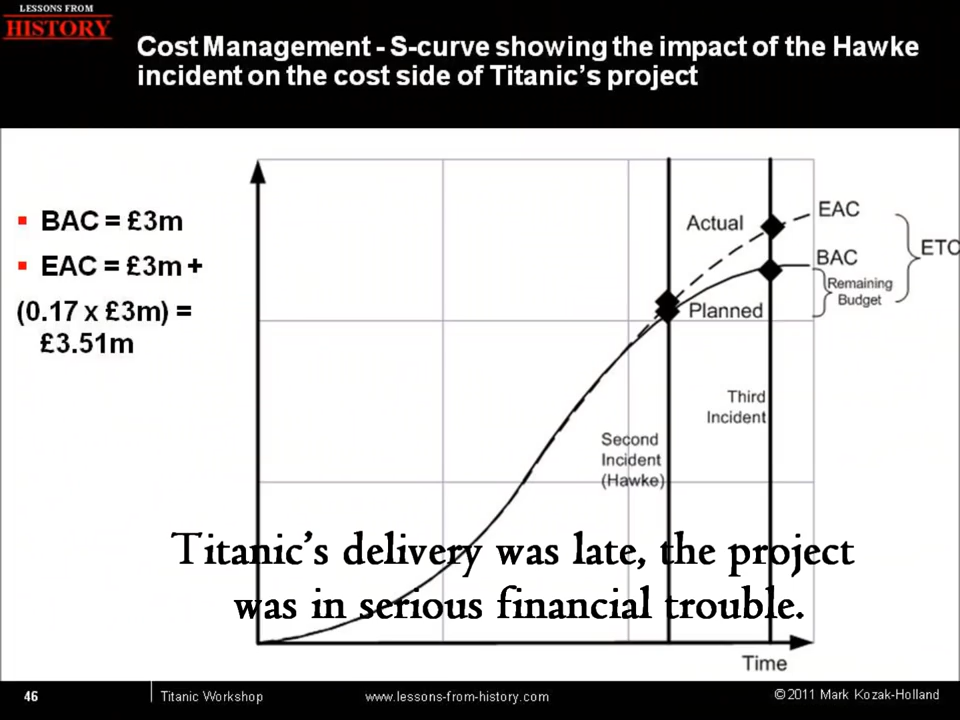 LESSONS FROM
HISTORY
Cost Management - S-curve showing the impact of the Hawke
incident on the cost side of Titanic's project
▪ BAC = £3m
▪ EAC = £3m +
(0.17 x £3m) =
£3.51m
Actual
EAC
BAC
ETC
Remaining
Budget
Planned
Third
Incident
Second
Incident
(Hawke)
Titanic's delivery was late, the project
was in serious financial trouble.
Time
46
Titanic Workshop
www.lessons-from-history.com
© 2011 Mark Kozak-Holland